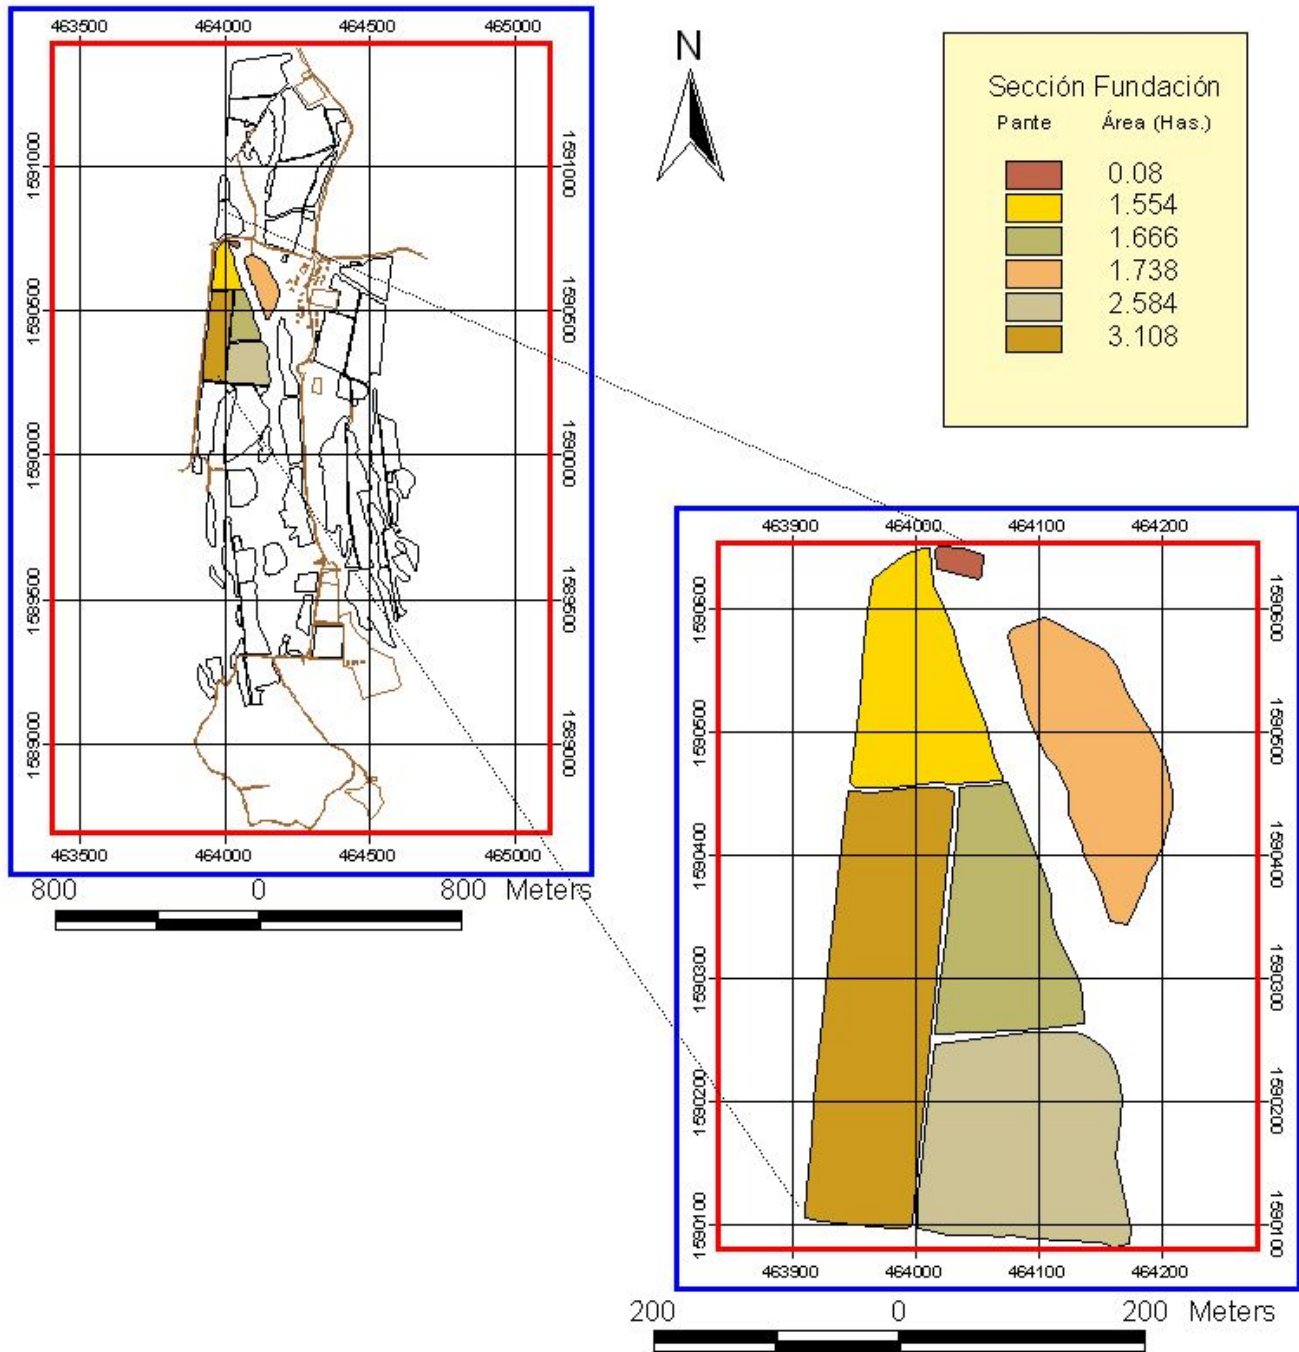 463500 464000 464500 465000
1591000 1591000
1590500 1590500
1590000 1590000
1589500 1589500
1589000 1589000
463500 464000 464500 465000
800 0 800 Meters
N
Sección Fundación
Pante Área (Has.)
0.08
1.554
1.666
1.738
2.584
3.108
463900 464000 464100 464200
1590600 1590600
1590500 1590500
1590400 1590400
1590300 1590300
1590200 1590200
1590100 1590100
463900 464000 464100 464200
200 0 200 Meters